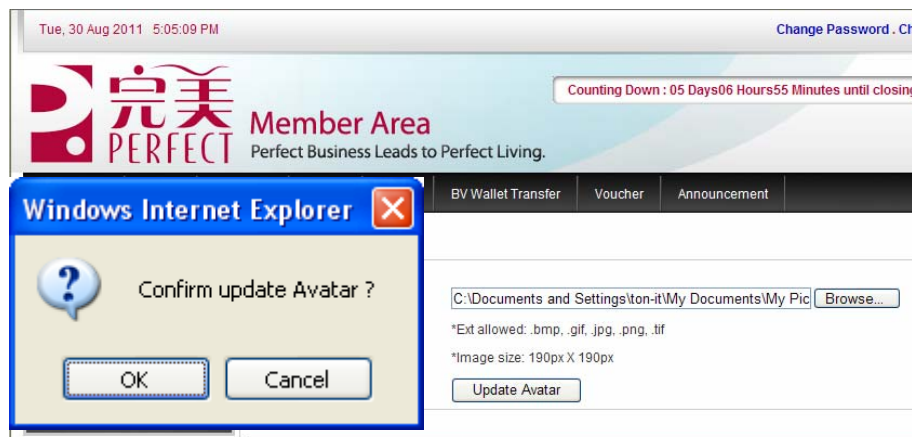 Tue, 30 Aug 2011 5:05:09 PM
Change Password . Ch
完美
PERFECT
Member Area
Perfect Business Leads to Perfect Living.
Counting Down : 05 Days06 Hours55 Minutes until closing
BV Wallet Transfer
Voucher
Announcement
Windows Internet Explorer
Confirm update Avatar ?
OK
Cancel
C:\Documents and Settings\ton-it\My Documents\My Pic
Browse...
*Ext allowed: .bmp, .gif, .jpg, .png, .tif
*Image size: 190px X 190px
Update Avatar